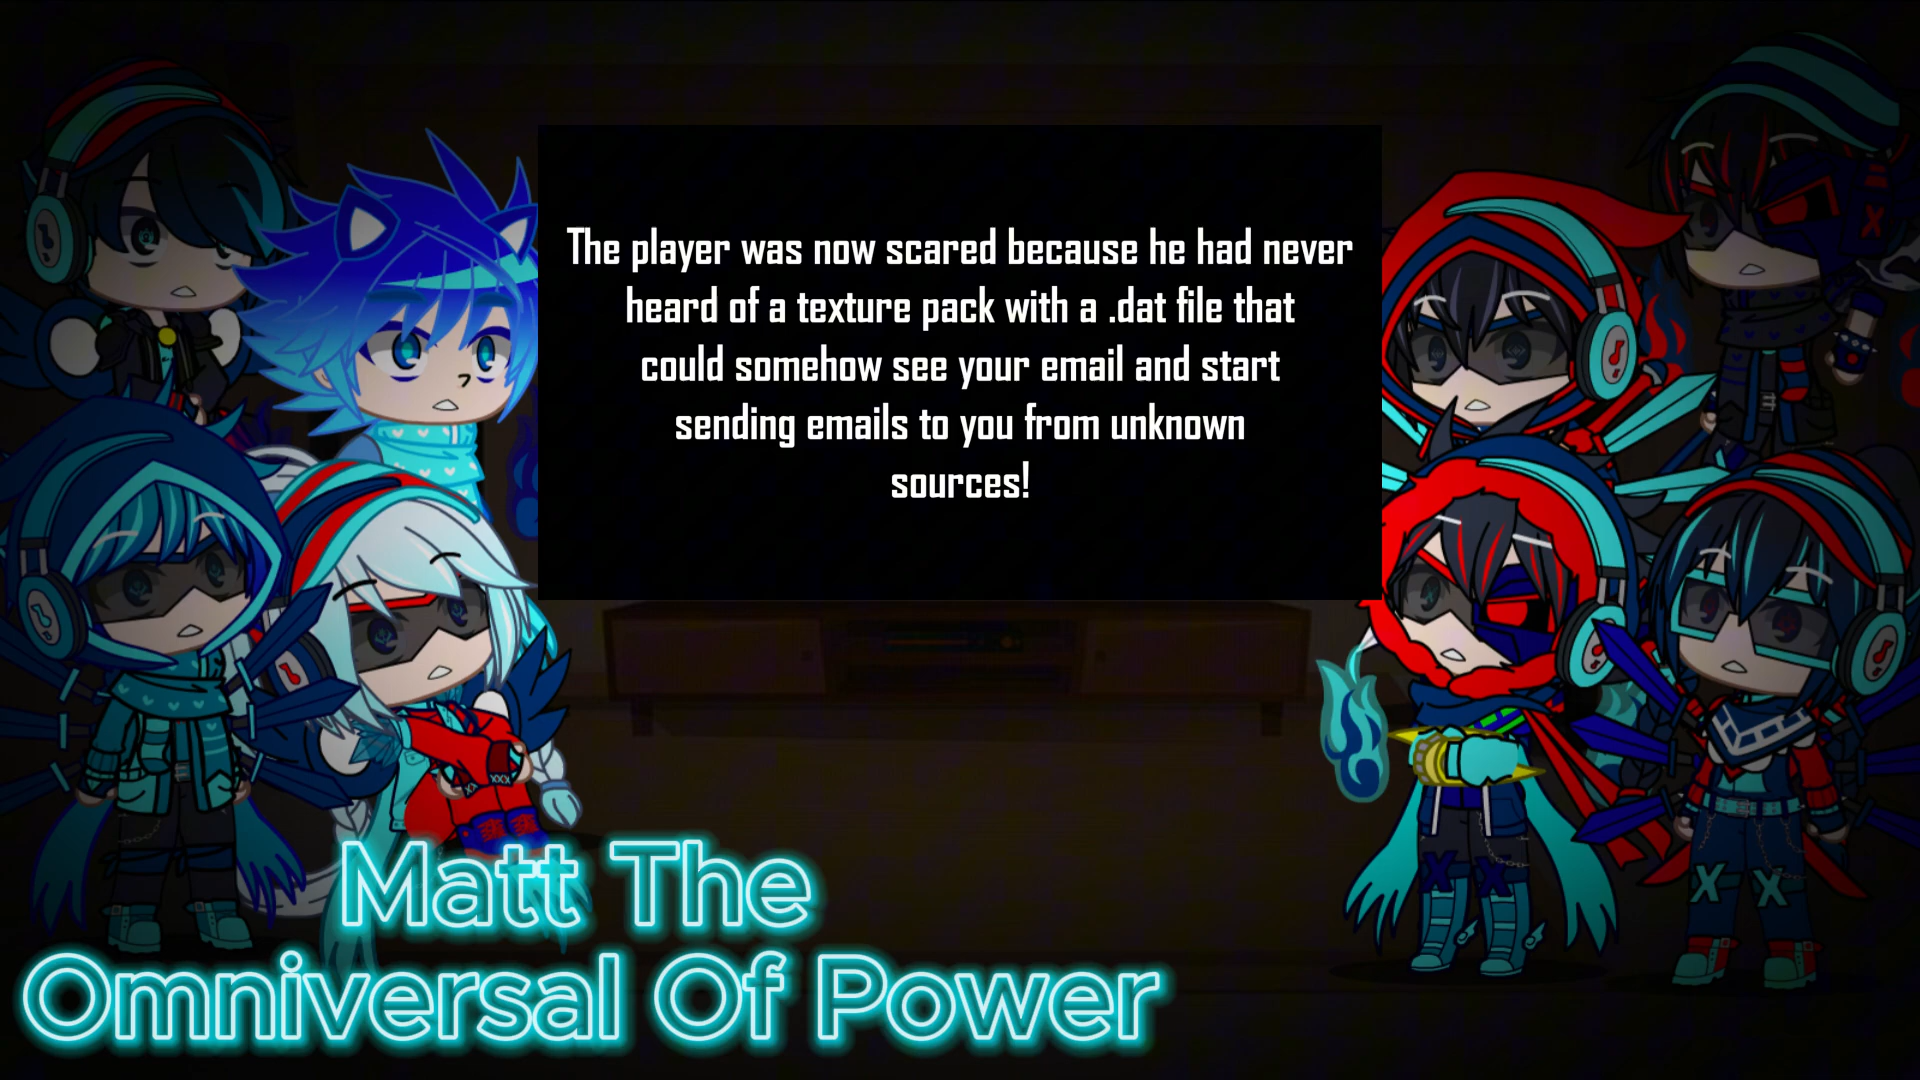 The player was now scared because he had never
heard of a texture pack with a .dat file that
could somehow see your email and start
sending emails to you from unknown
sources!
Matt The
Omniversal Of Power